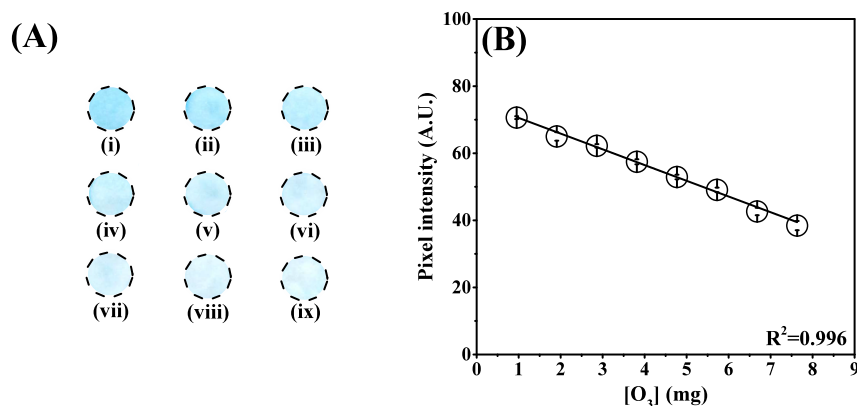 (A)
(i) (ii) (iii)
(iv) (v) (vi)
(vii) (viii) (ix)
(B)
Pixel intensity (A.U.)
100
80
60
40
20
0
R²=0.996
0 1 2 3 4 5 6 7 8 9
[O₃] (mg)